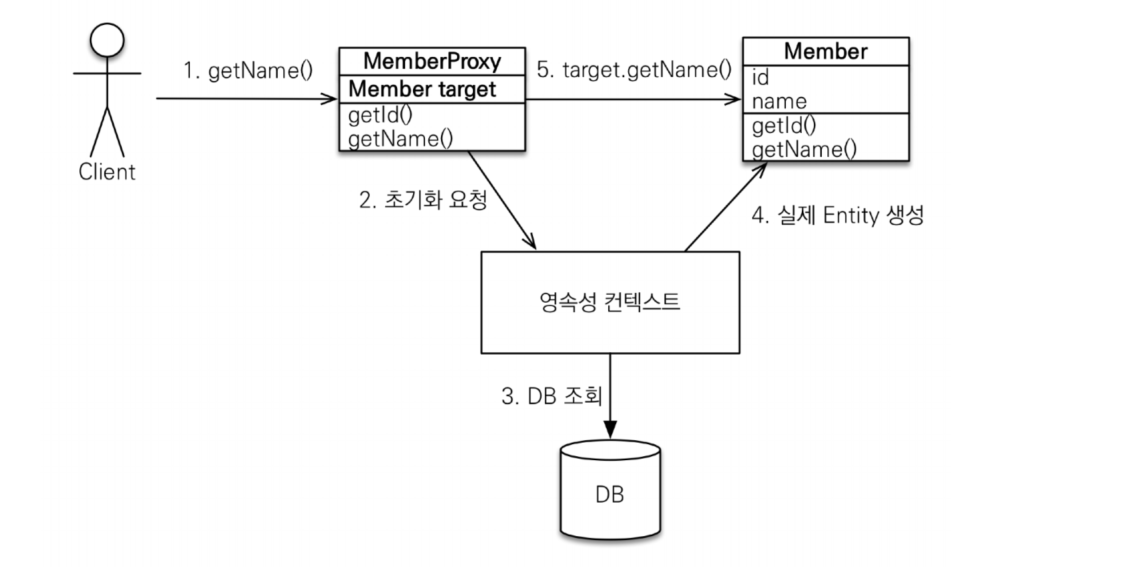 1. getName()
MemberProxy
Member target
getId()
getName()
5. target.getName()
Member
id
name
getId()
getName()
Client
2. 초기화 요청
4. 실제 Entity 생성
영속성 컨텍스트
3. DB 조회
DB